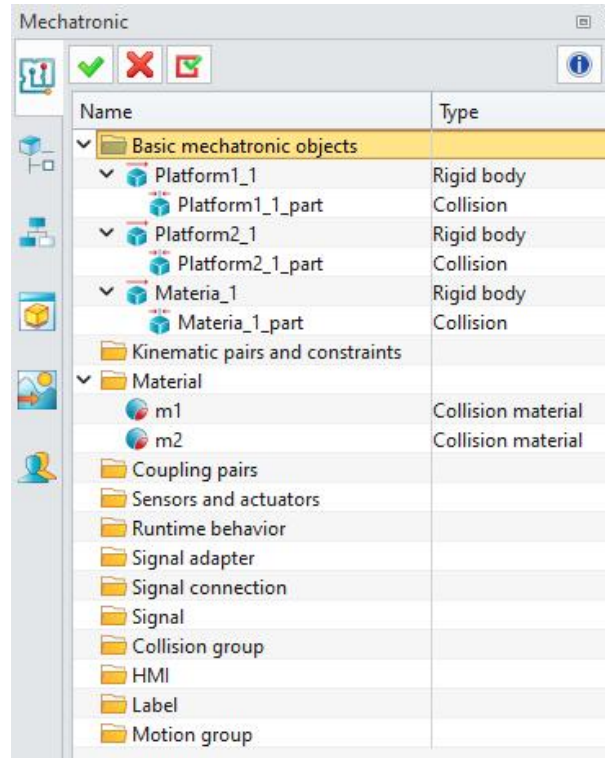 Mechatronic
Name Type
Basic mechatronic objects
Platform1_1 Rigid body
Platform1_1_part Collision
Platform2_1 Rigid body
Platform2_1_part Collision
Materia_1 Rigid body
Materia_1_part Collision
Kinematic pairs and constraints
Material
m1 Collision material
m2 Collision material
Coupling pairs
Sensors and actuators
Runtime behavior
Signal adapter
Signal connection
Signal
Collision group
HMI
Label
Motion group